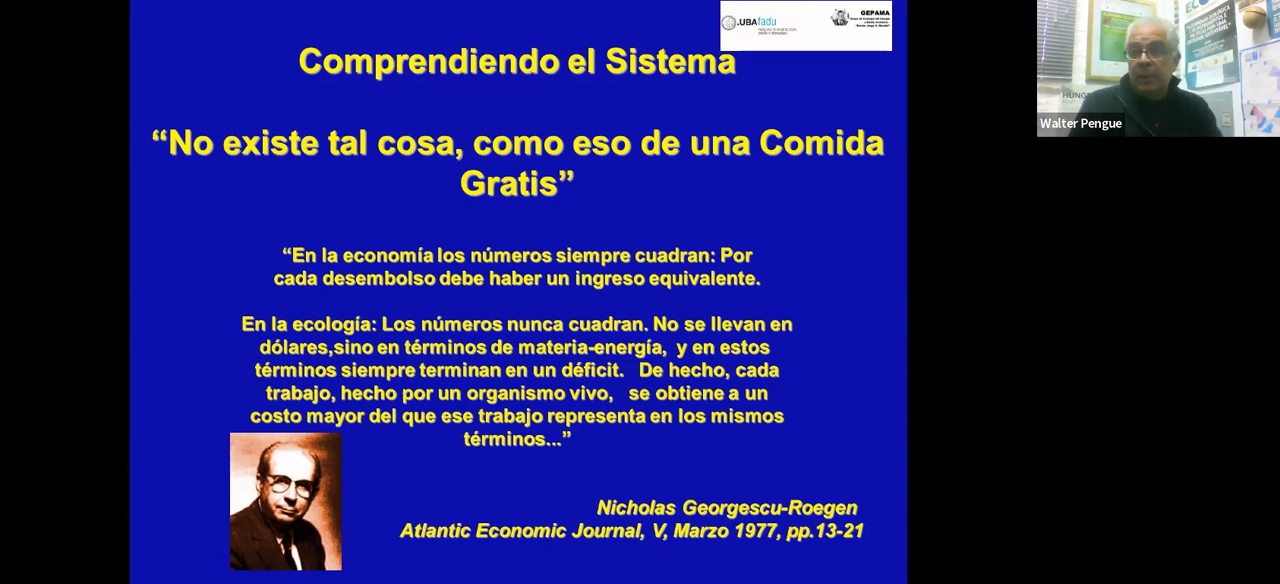 .UBAfadu
GEPAMA
Comprendiendo el Sistema
“No existe tal cosa, como eso de una Comida
Gratis”
“En la economía los números siempre cuadran: Por
cada desembolso debe haber un ingreso equivalente.
En la ecología: Los números nunca cuadran. No se llevan en
dólares,sino en términos de materia-energía, y en estos
términos siempre terminan en un déficit. De hecho, cada
trabajo, hecho por un organismo vivo, se obtiene a un
costo mayor del que ese trabajo representa en los mismos
términos...”
Nicholas Georgescu-Roegen
Atlantic Economic Journal, V, Marzo 1977, pp.13-21
Walter Pengue